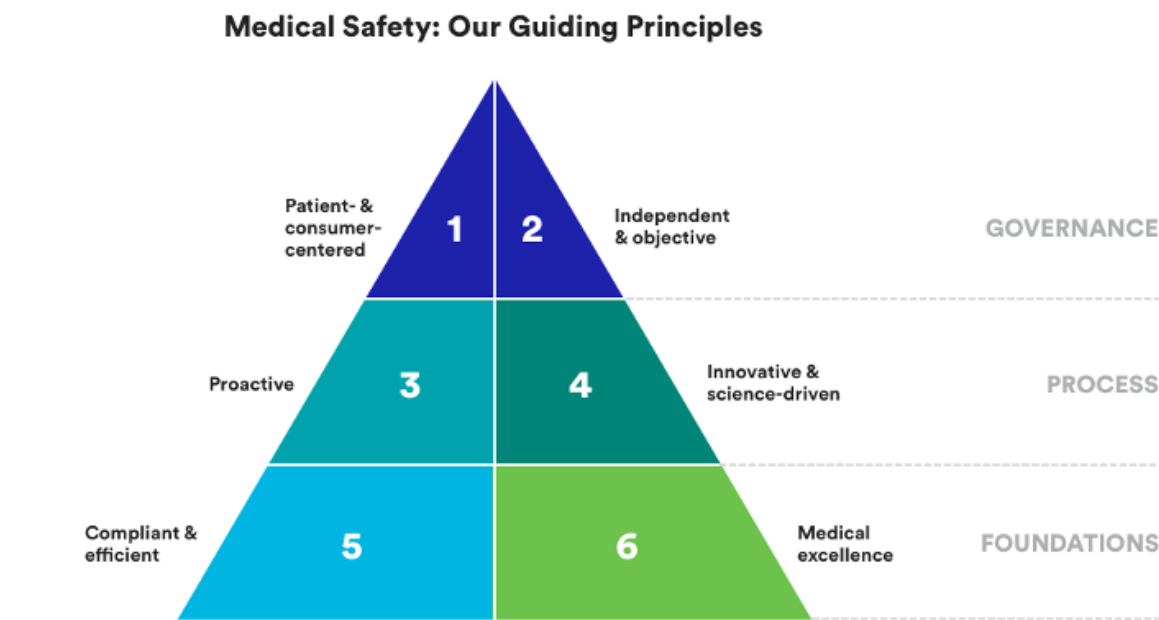 Medical Safety: Our Guiding Principles
Patient- &
consumer-
centered
1
2
Independent
& objective
GOVERNANCE
Proactive
3
4
Innovative &
science-driven
PROCESS
Compliant &
efficient
5
6
Medical
excellence
FOUNDATIONS